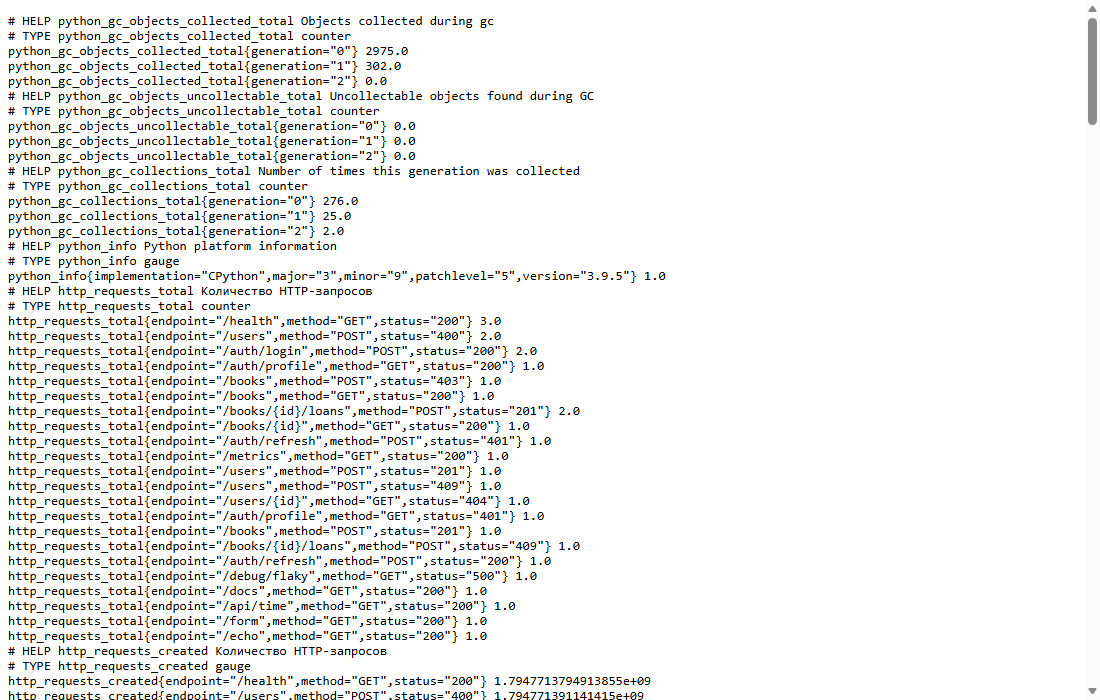 # HELP python_gc_objects_collected_total Objects collected during gc
# TYPE python_gc_objects_collected_total counter
python_gc_objects_collected_total{generation="0"} 2975.0
python_gc_objects_collected_total{generation="1"} 302.0
python_gc_objects_collected_total{generation="2"} 0.0
# HELP python_gc_objects_uncollectable_total Uncollectable objects found during GC
# TYPE python_gc_objects_uncollectable_total counter
python_gc_objects_uncollectable_total{generation="0"} 0.0
python_gc_objects_uncollectable_total{generation="1"} 0.0
python_gc_objects_uncollectable_total{generation="2"} 0.0
# HELP python_gc_collections_total Number of times this generation was collected
# TYPE python_gc_collections_total counter
python_gc_collections_total{generation="0"} 276.0
python_gc_collections_total{generation="1"} 25.0
python_gc_collections_total{generation="2"} 2.0
# HELP python_info Python platform information
# TYPE python_info gauge
python_info{implementation="CPython",major="3",minor="9",patchlevel="5",version="3.9.5"} 1.0
# HELP http_requests_total Количество HTTP-запросов
# TYPE http_requests_total counter
http_requests_total{endpoint="/health",method="GET",status="200"} 3.0
http_requests_total{endpoint="/users",method="POST",status="400"} 2.0
http_requests_total{endpoint="/auth/login",method="POST",status="200"} 2.0
http_requests_total{endpoint="/auth/profile",method="GET",status="200"} 1.0
http_requests_total{endpoint="/books",method="POST",status="403"} 1.0
http_requests_total{endpoint="/books",method="GET",status="200"} 1.0
http_requests_total{endpoint="/books/{id}/loans",method="POST",status="201"} 2.0
http_requests_total{endpoint="/books/{id}",method="GET",status="200"} 1.0
http_requests_total{endpoint="/auth/refresh",method="POST",status="401"} 1.0
http_requests_total{endpoint="/metrics",method="GET",status="200"} 1.0
http_requests_total{endpoint="/users",method="POST",status="201"} 1.0
http_requests_total{endpoint="/users",method="POST",status="409"} 1.0
http_requests_total{endpoint="/users/{id}",method="GET",status="404"} 1.0
http_requests_total{endpoint="/auth/profile",method="GET",status="401"} 1.0
http_requests_total{endpoint="/books",method="POST",status="201"} 1.0
http_requests_total{endpoint="/books/{id}/loans",method="POST",status="409"} 1.0
http_requests_total{endpoint="/auth/refresh",method="POST",status="200"} 1.0
http_requests_total{endpoint="/debug/flaky",method="GET",status="500"} 1.0
http_requests_total{endpoint="/docs",method="GET",status="200"} 1.0
http_requests_total{endpoint="/api/time",method="GET",status="200"} 1.0
http_requests_total{endpoint="/form",method="GET",status="200"} 1.0
http_requests_total{endpoint="/echo",method="GET",status="200"} 1.0
# HELP http_requests_created Количество HTTP-запросов
# TYPE http_requests_created gauge
http_requests_created{endpoint="/health",method="GET",status="200"} 1.7947713794913855e+09
http_requests_created{endpoint="/users",method="POST",status="400"} 1.794771391141415e+09